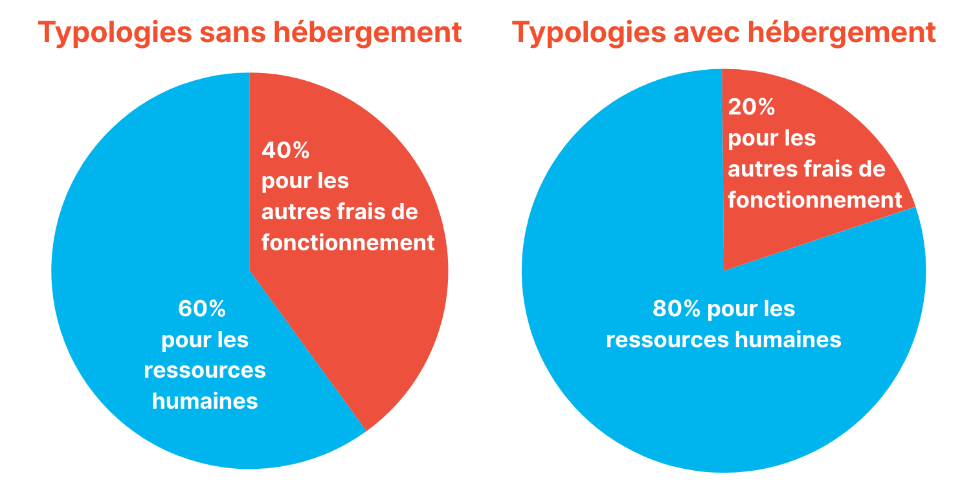 Typologies sans hébergement
40%
pour les
autres frais de
fonctionnement
60%
pour les
ressources
humaines
Typologies avec hébergement
20%
pour les
autres frais de
fonctionnement
80% pour les
ressources humaines